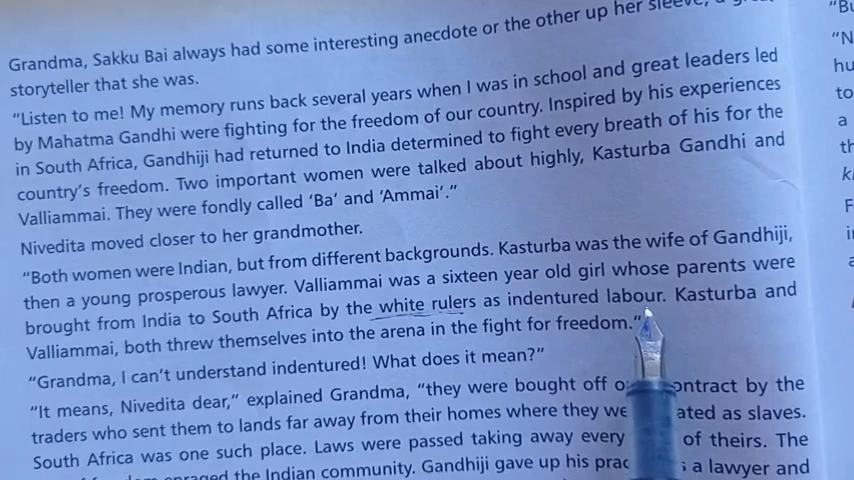 Grandma, Sakku Bai always had some interesting anecdote or the other up her sleeve, a
storyteller that she was.
"Listen to me! My memory runs back several years when I was in school and great leaders led
by Mahatma Gandhi were fighting for the freedom of our country. Inspired by his experiences
in South Africa, Gandhiji had returned to India determined to fight every breath of his for the
country's freedom. Two important women were talked about highly, Kasturba Gandhi and
Valliammai. They were fondly called 'Ba' and 'Ammai'."
Nivedita moved closer to her grandmother.
"Both women were Indian, but from different backgrounds. Kasturba was the wife of Gandhiji,
then a young prosperous lawyer. Valliammai was a sixteen year old girl whose parents were
brought from India to South Africa by the white rulers as indentured labour. Kasturba and
Valliammai, both threw themselves into the arena in the fight for freedom."
"Grandma, I can't understand indentured! What does it mean?"
"It means, Nivedita dear," explained Grandma, "they were bought off by the
traders who sent them to lands far away from their homes where they as slaves.
South Africa was one such place. Laws were passed taking away every of theirs. The
the Indian community. Gandhiji gave up his a lawyer and